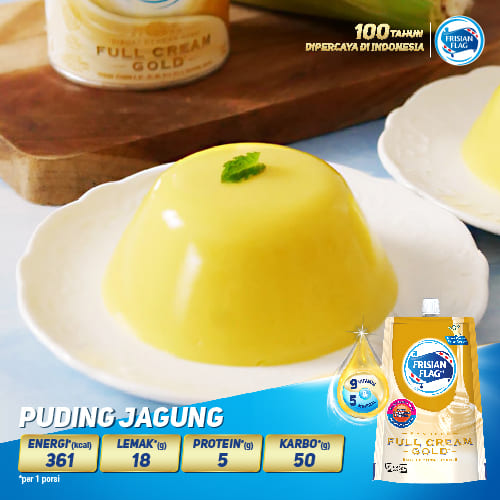 100 TAHUN
DIPERCAYA DI INDONESIA
FRISIAN
FLAG
FULL CREAM
GOLD
PUDING JAGUNG
ENERGI*(kcal)
361
LEMAK*(g)
18
PROTEIN*(g)
5
KARBO*(g)
50
*per 1 porsi
9
5
FRISIAN
FLAG
FULL CREAM
GOLD